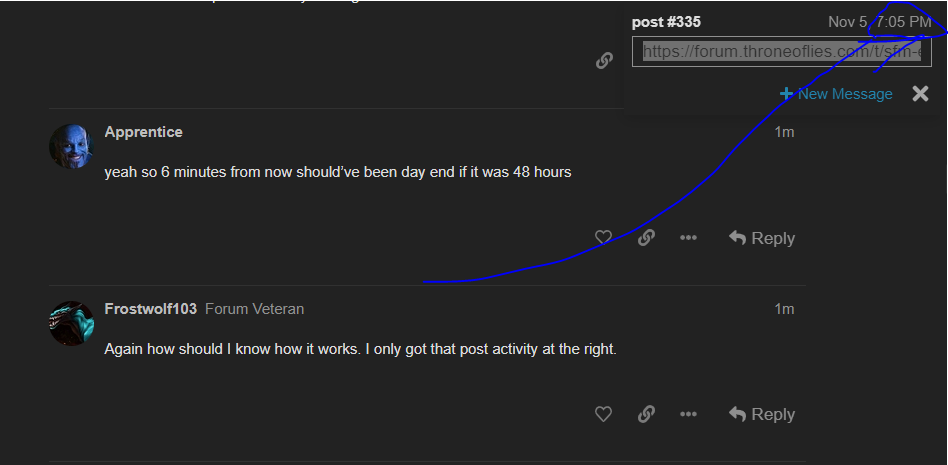 post #335 Nov 5, 7:05 PM
https://forum.throneoflies.com/t/sfm-
+ New Message
Apprentice 1m
yeah so 6 minutes from now should've been day end if it was 48 hours
Reply
Frostwolf103 Forum Veteran 1m
Again how should I know how it works. I only got that post activity at the right.
Reply